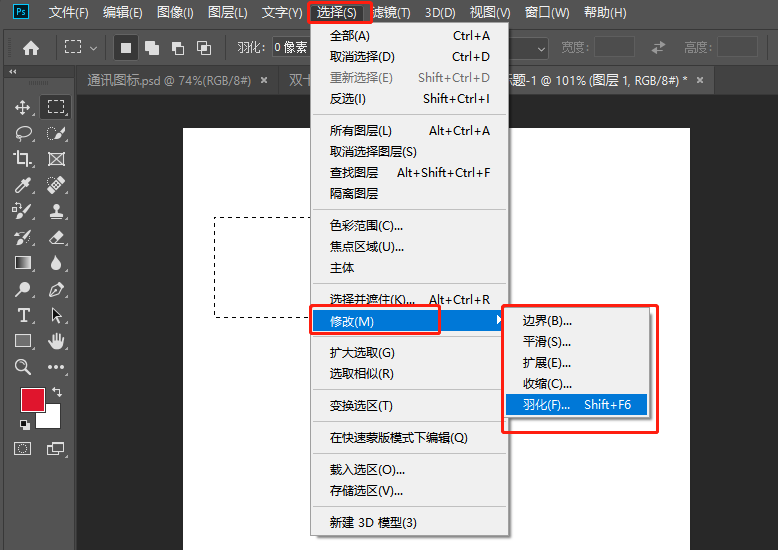 Ps 文件(F) 编辑(E) 图像(I) 图层(L) 文字(Y) 选择(S) 滤镜(T) 3D(D) 视图(V) 窗口(W) 帮助(H)
羽化: 0 像素 宽度: 高度:
通讯图标.psd @ 74%(RGB/8#) × 双十 标题-1 @ 101% (图层 1, RGB/8#) * ×
全部(A) Ctrl+A
取消选择(D) Ctrl+D
重新选择(E) Shift+Ctrl+D
反选(I) Shift+Ctrl+I
所有图层(L) Alt+Ctrl+A
取消选择图层(S)
查找图层 Alt+Shift+Ctrl+F
隔离图层
色彩范围(C)...
焦点区域(U)...
主体
选择并遮住(K)... Alt+Ctrl+R
修改(M)
边界(B)...
平滑(S)...
扩展(E)...
收缩(C)...
羽化(F)... Shift+F6
扩大选取(G)
选取相似(R)
变换选区(T)
在快速蒙版模式下编辑(Q)
载入选区(O)...
存储选区(V)...
新建 3D 模型(3)